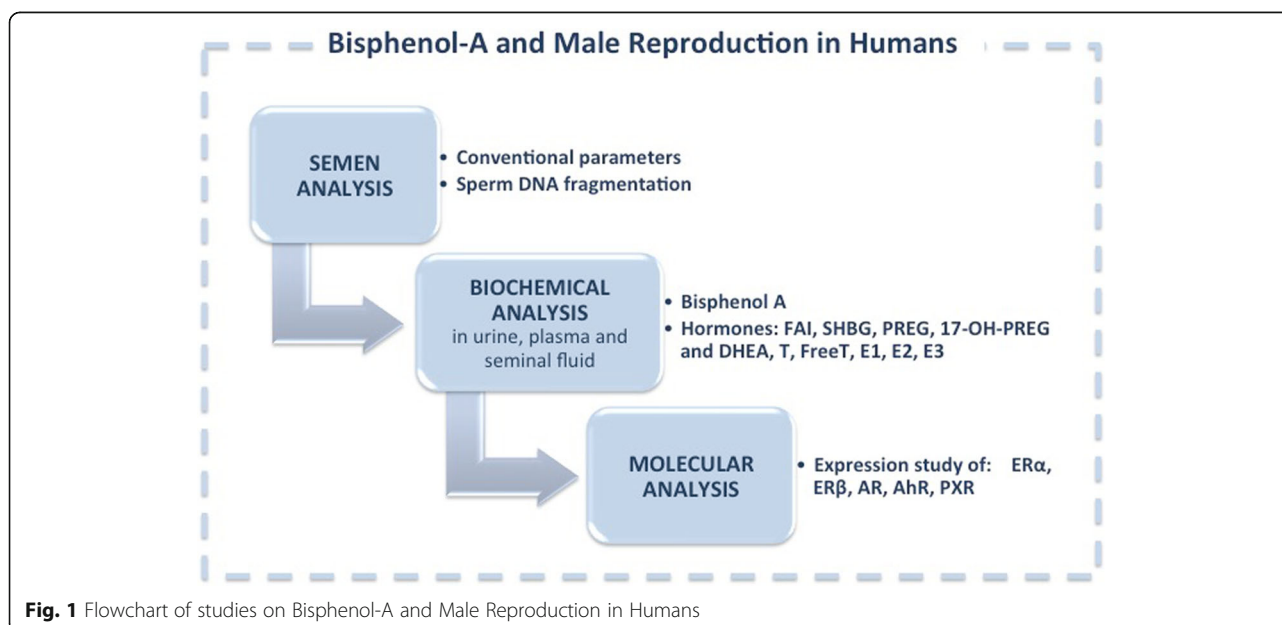 Bisphenol-A and Male Reproduction in Humans
SEMEN
ANALYSIS
• Conventional parameters
• Sperm DNA fragmentation
BIOCHEMICAL
ANALYSIS
in urine, plasma and
seminal fluid
• Bisphenol A
• Hormones: FAI, SHBG, PREG, 17-OH-PREG
and DHEA, T, FreeT, E1, E2, E3
MOLECULAR
ANALYSIS
• Expression study of: ERα,
ERβ, AR, AhR, PXR
Fig. 1 Flowchart of studies on Bisphenol-A and Male Reproduction in Humans